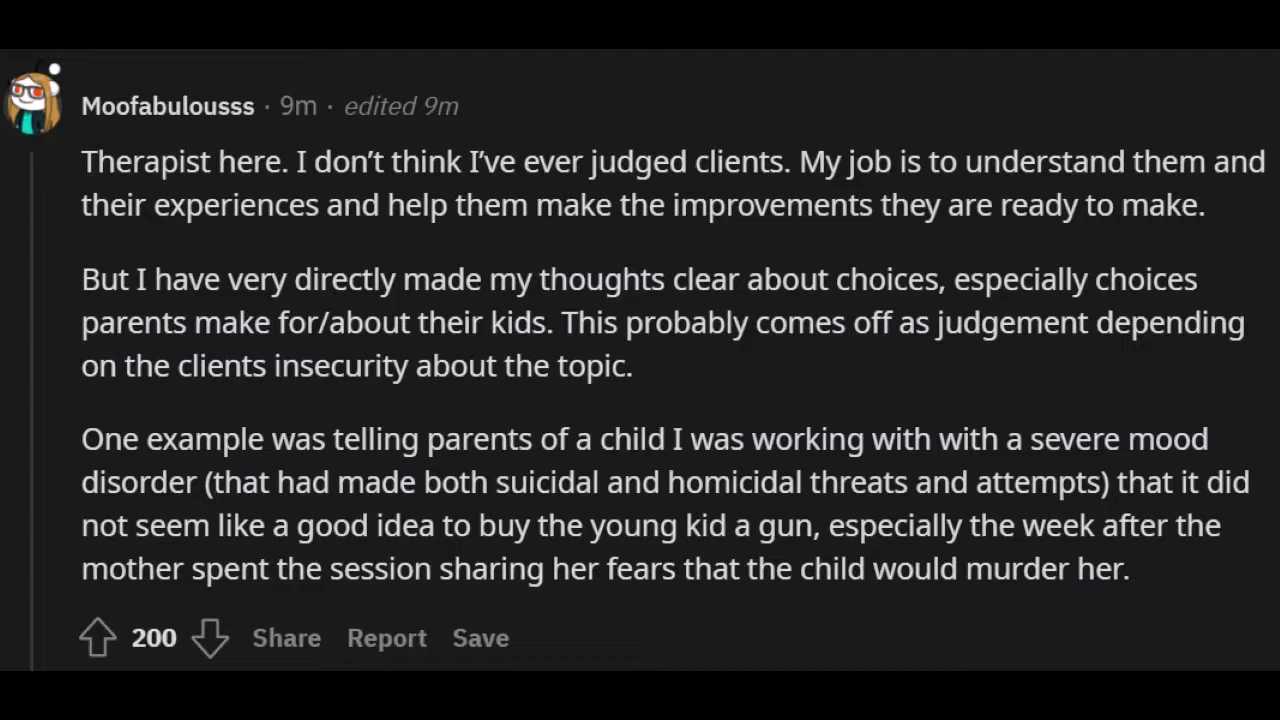 Moofabulousss · 9m · edited 9m
Therapist here. I don’t think I’ve ever judged clients. My job is to understand them and
their experiences and help them make the improvements they are ready to make.
But I have very directly made my thoughts clear about choices, especially choices
parents make for/about their kids. This probably comes off as judgement depending
on the clients insecurity about the topic.
One example was telling parents of a child I was working with with a severe mood
disorder (that had made both suicidal and homicidal threats and attempts) that it did
not seem like a good idea to buy the young kid a gun, especially the week after the
mother spent the session sharing her fears that the child would murder her.
200 Share Report Save